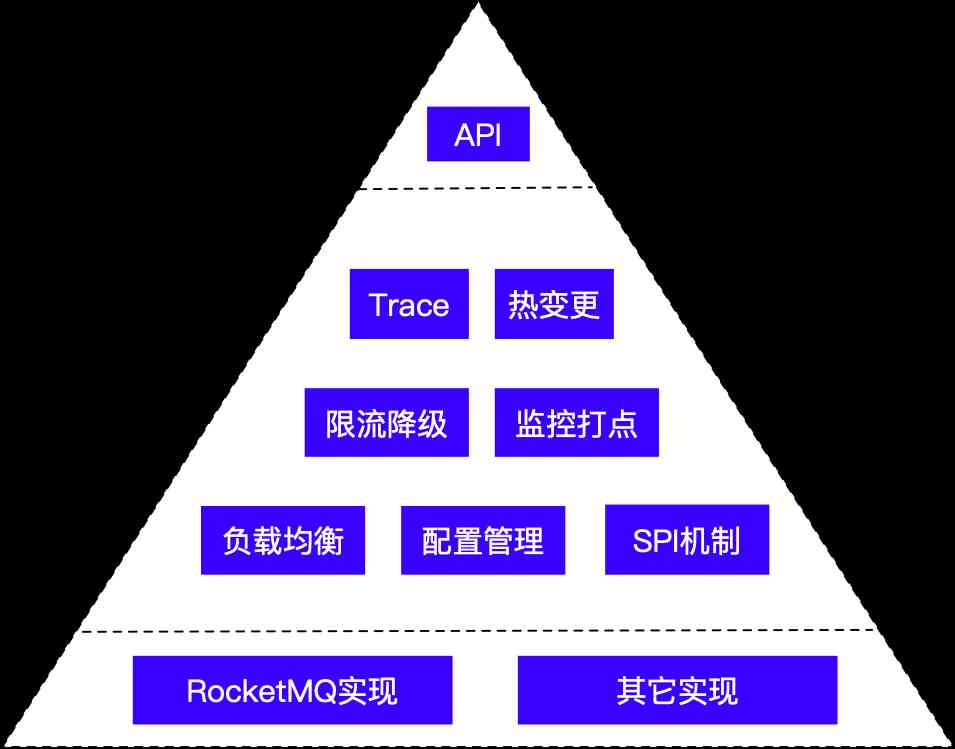 API
Trace 热变更
限流降级 监控打点
负载均衡 配置管理 SPI机制
RocketMQ实现 其它实现